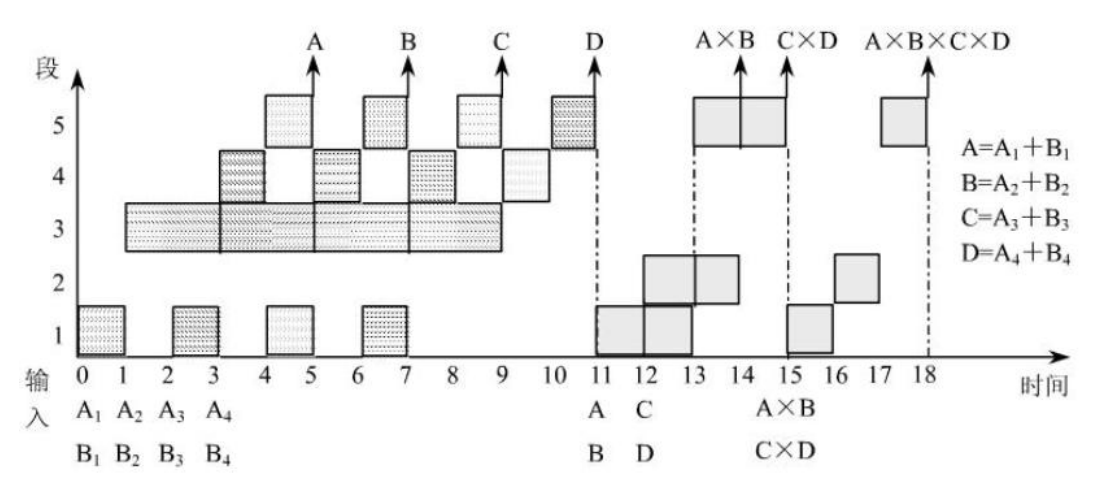 A B C D A×B C×D A×B×C×D
段
5
4
3
2
1
A=A₁+B₁
B=A₂+B₂
C=A₃+B₃
D=A₄+B₄
0 1 2 3 4 5 6 7 8 9 10 11 12 13 14 15 16 17 18 时间
输入
A₁ A₂ A₃ A₄ A C A×B
B₁ B₂ B₃ B₄ B D C×D